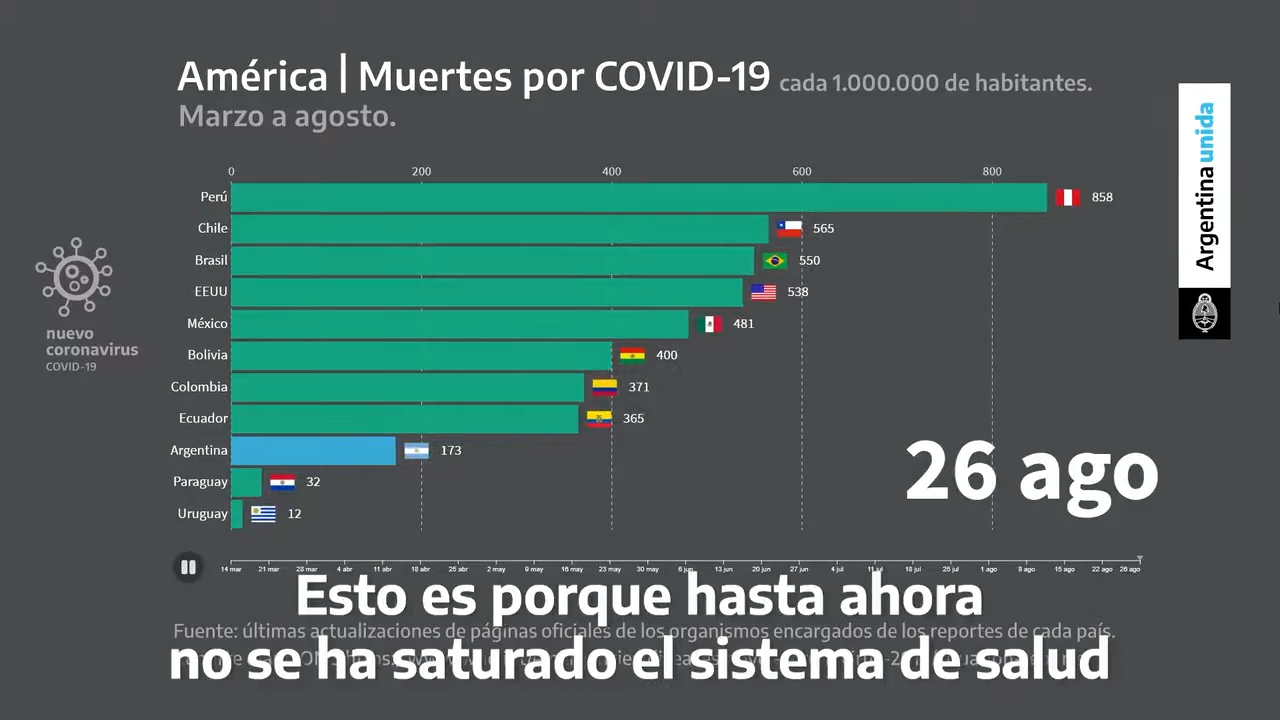 América | Muertes por COVID-19 cada 1.000.000 de habitantes.
Marzo a agosto.
Argentina unida
0 200 400 600 800
Perú 858
Chile 565
Brasil 550
EEUU 538
México 481
Bolivia 400
Colombia 371
Ecuador 365
Argentina 173
Paraguay 32
Uruguay 12
nuevo
coronavirus
COVID-19
26 ago
14 mar 21 mar 28 mar 4 abr 11 abr 18 abr 25 abr 2 may 9 may 16 may 23 may 30 may 6 jun 13 jun 20 jun 27 jun 4 jul 11 jul 18 jul 25 jul 1 ago 8 ago 15 ago 22 ago 26 ago
Esto es porque hasta ahora
Fuente: últimas actualizaciones de páginas oficiales de los organismos encargados de los reportes de cada país.
no se ha saturado el sistema de salud